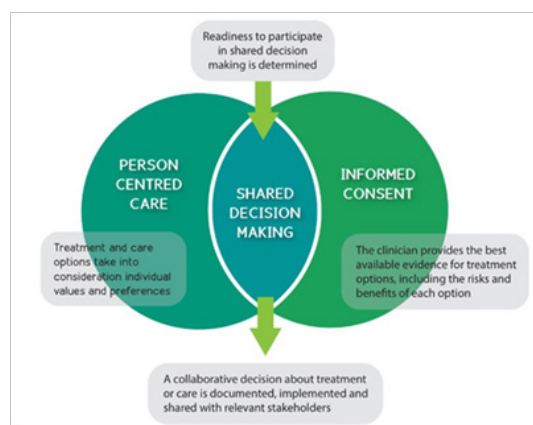 Readiness to participate
in shared decision
making is determined
PERSON
CENTRED
CARE
SHARED
DECISION
MAKING
INFORMED
CONSENT
Treatment and care
options take into
consideration individual
values and preferences
The clinician provides the best
available evidence for treatment
options, including the risks and
benefits of each option
A collaborative decision about treatment
or care is documented, implemented and
shared with relevant stakeholders